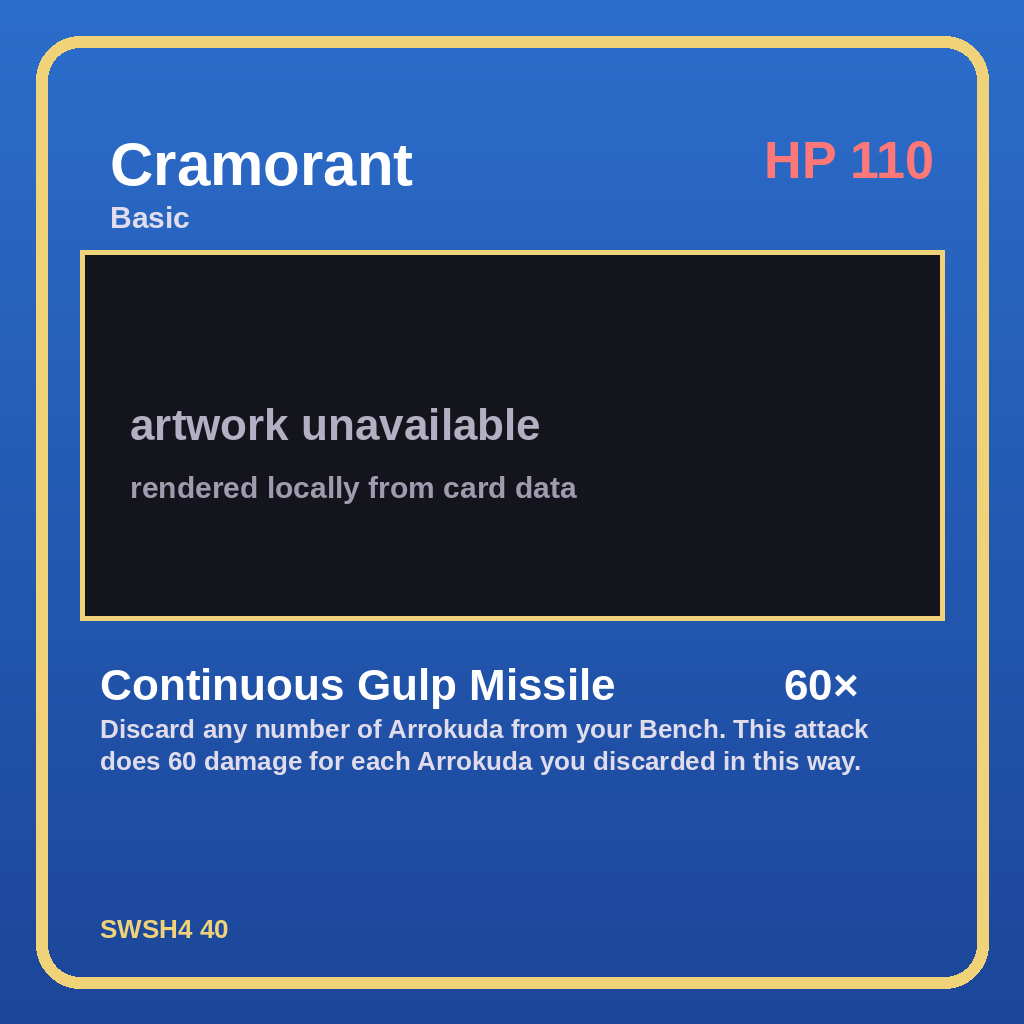 Cramorant
HP 110
Basic
artwork unavailable
rendered locally from card data
Continuous Gulp Missile 60×
Discard any number of Arrokuda from your Bench. This attack
does 60 damage for each Arrokuda you discarded in this way.
SWSH4 40